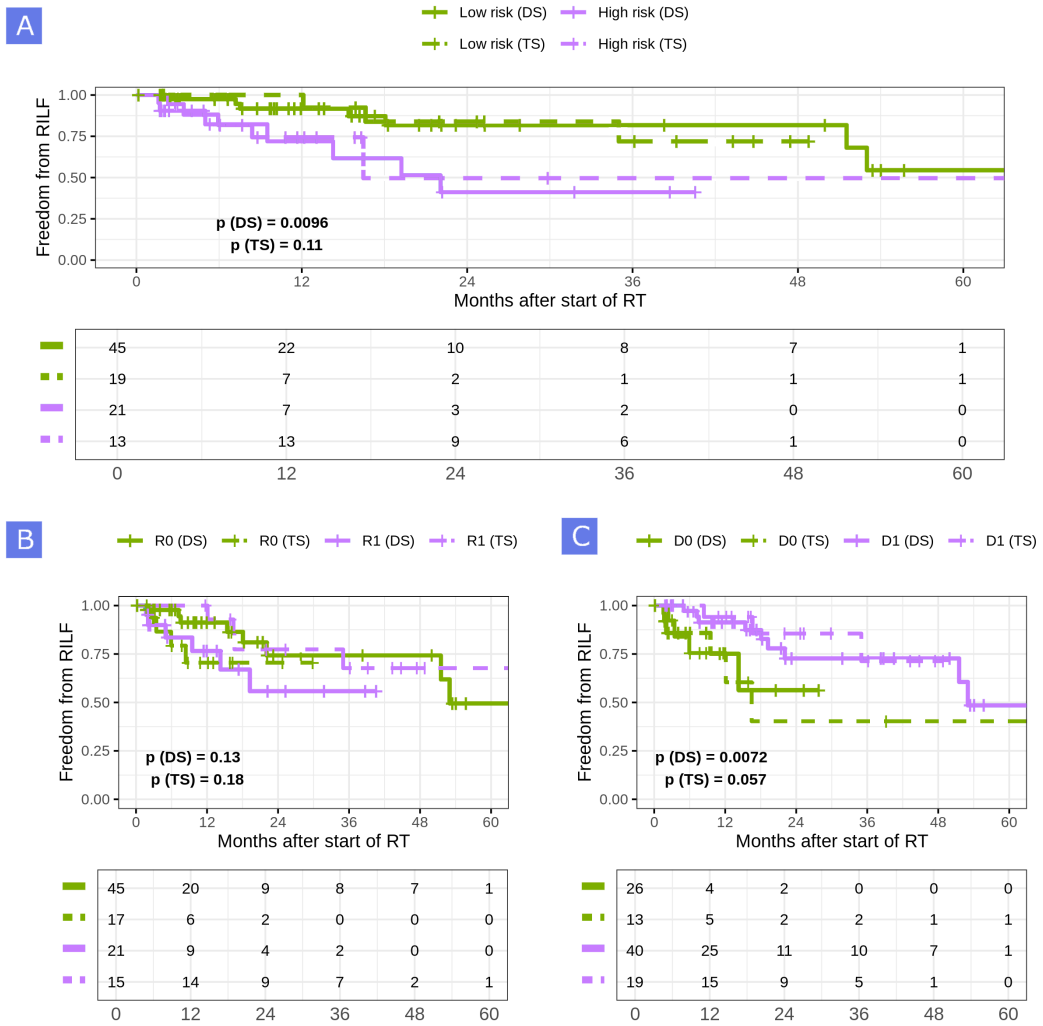 A
Low risk (DS) High risk (DS)
Low risk (TS) High risk (TS)
1.00
0.75
0.50
0.25
0.00
Freedom from RILF
p (DS) = 0.0096
p (TS) = 0.11
0 12 24 36 48 60
Months after start of RT
45 22 10 8 7 1
19 7 2 1 1 1
21 7 3 2 0 0
13 13 9 6 1 0
0 12 24 36 48 60
B
R0 (DS) R0 (TS) R1 (DS) R1 (TS)
1.00
0.75
0.50
0.25
0.00
Freedom from RILF
p (DS) = 0.13
p (TS) = 0.18
0 12 24 36 48 60
Months after start of RT
45 20 9 8 7 1
17 6 2 0 0 0
21 9 4 2 0 0
15 14 9 7 2 1
0 12 24 36 48 60
C
D0 (DS) D0 (TS) D1 (DS) D1 (TS)
1.00
0.75
0.50
0.25
0.00
Freedom from RILF
p (DS) = 0.0072
p (TS) = 0.057
0 12 24 36 48 60
Months after start of RT
26 4 2 0 0 0
13 5 2 2 1 1
40 25 11 10 7 1
19 15 9 5 1 0
0 12 24 36 48 60